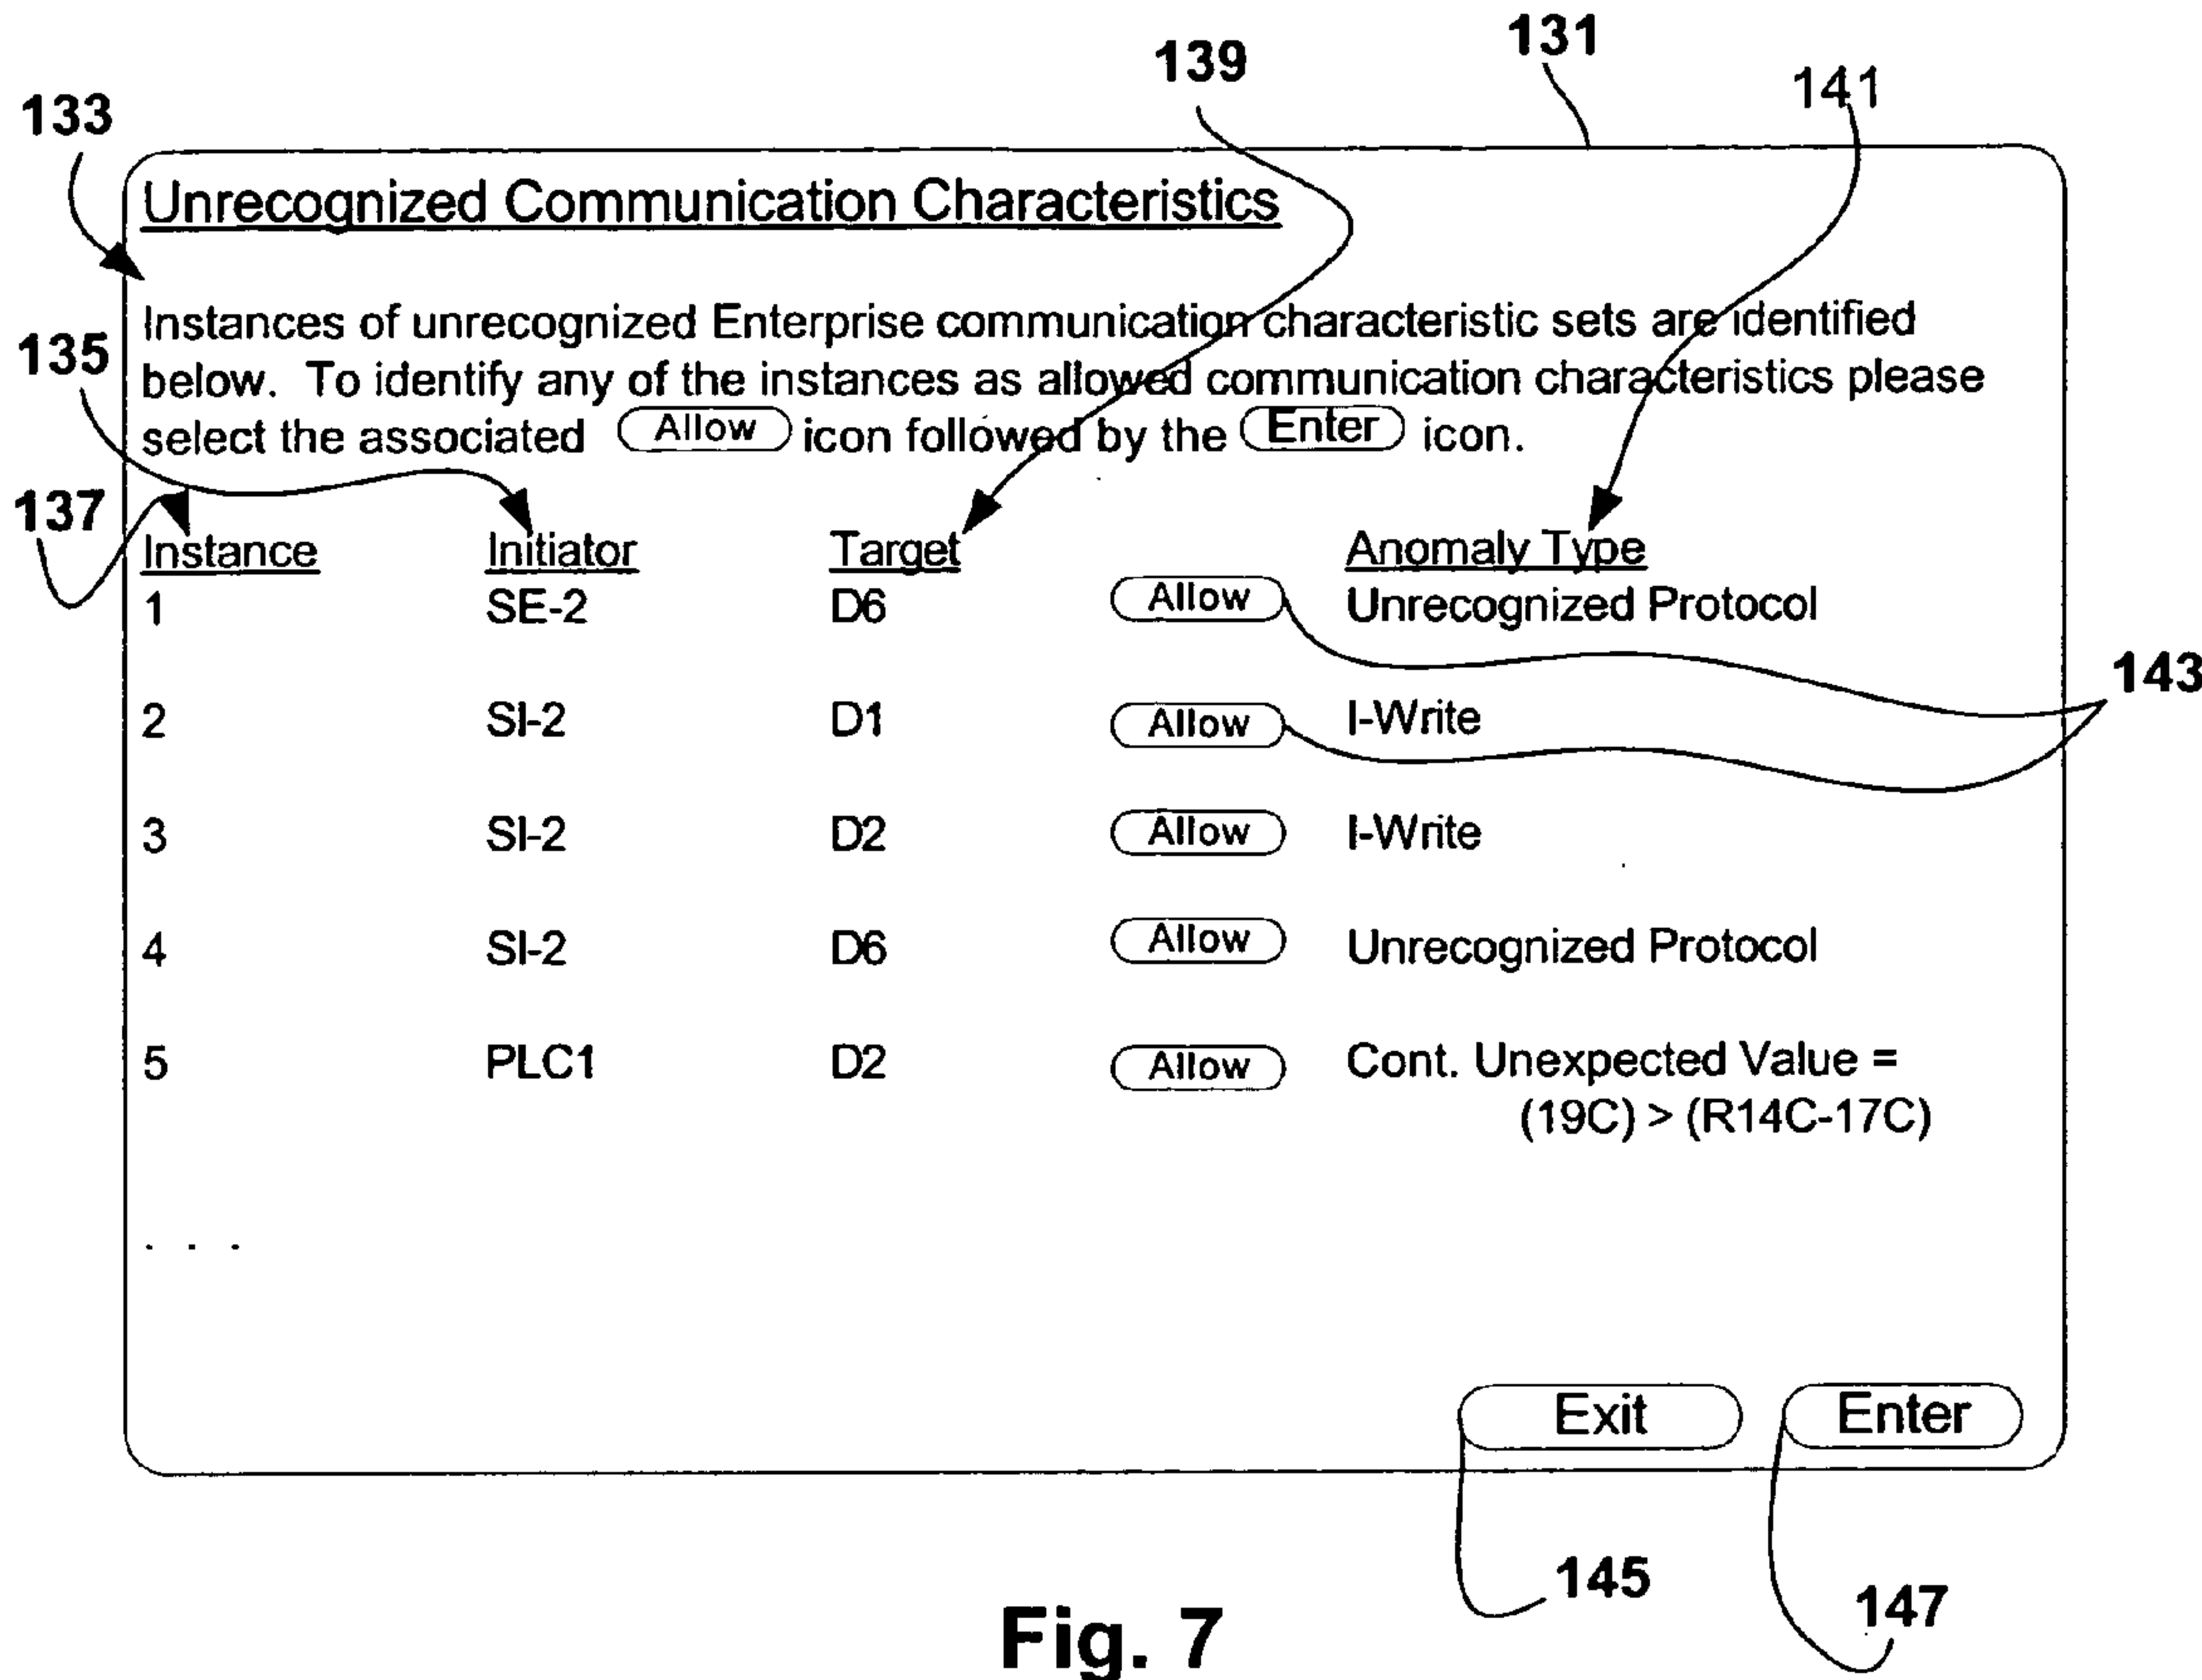 131
139
141
133
Unrecognized Communication Characteristics
Instances of unrecognized Enterprise communication characteristic sets are identified
135
below. To identify any of the instances as allowed communication characteristics please
select the associated Allow icon followed by the Enter icon.
137
Instance Initiator Target Anomaly Type
1 SE-2 D6 Allow Unrecognized Protocol
143
2 SI-2 D1 Allow I-Write
3 SI-2 D2 Allow I-Write
4 SI-2 D6 Allow Unrecognized Protocol
5 PLC1 D2 Allow Cont. Unexpected Value =
(19C) > (R14C-17C)
. . .
Exit Enter
145
147
Fig. 7